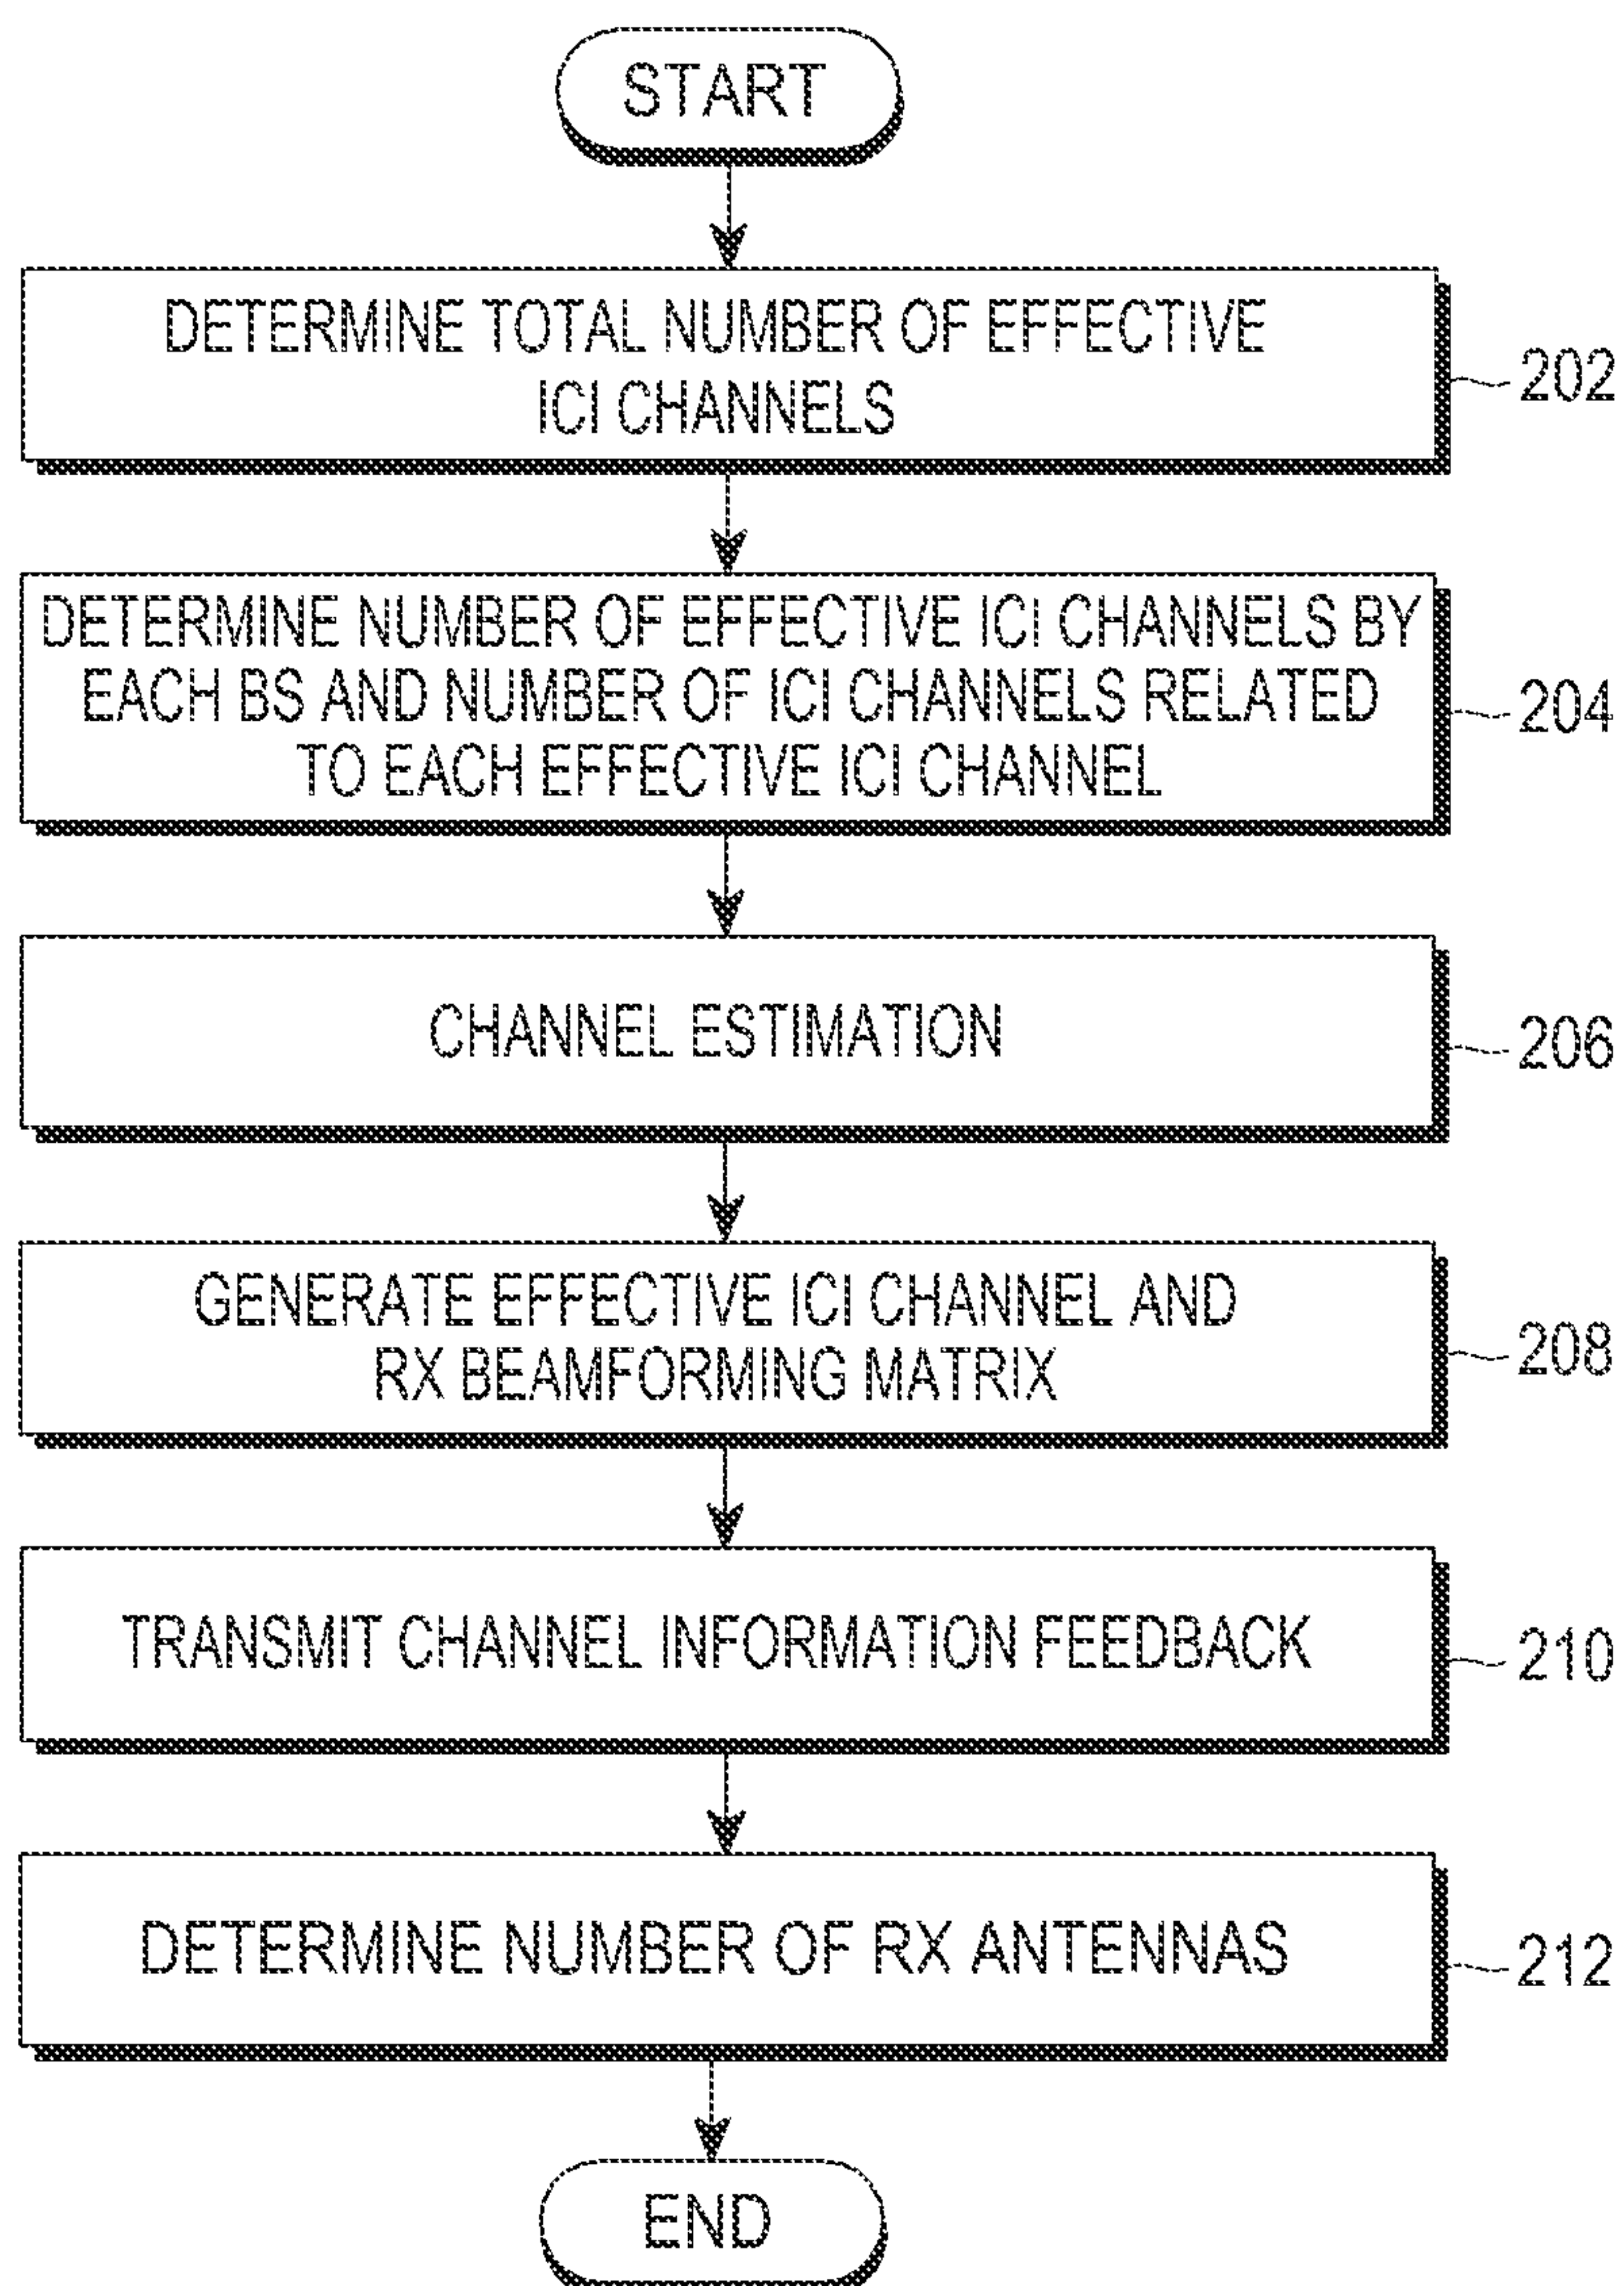 START
DETERMINE TOTAL NUMBER OF EFFECTIVE
ICI CHANNELS
202
DETERMINE NUMBER OF EFFECTIVE ICI CHANNELS BY
EACH BS AND NUMBER OF ICI CHANNELS RELATED
TO EACH EFFECTIVE ICI CHANNEL
204
CHANNEL ESTIMATION
206
GENERATE EFFECTIVE ICI CHANNEL AND
RX BEAMFORMING MATRIX
208
TRANSMIT CHANNEL INFORMATION FEEDBACK
210
DETERMINE NUMBER OF RX ANTENNAS
212
END